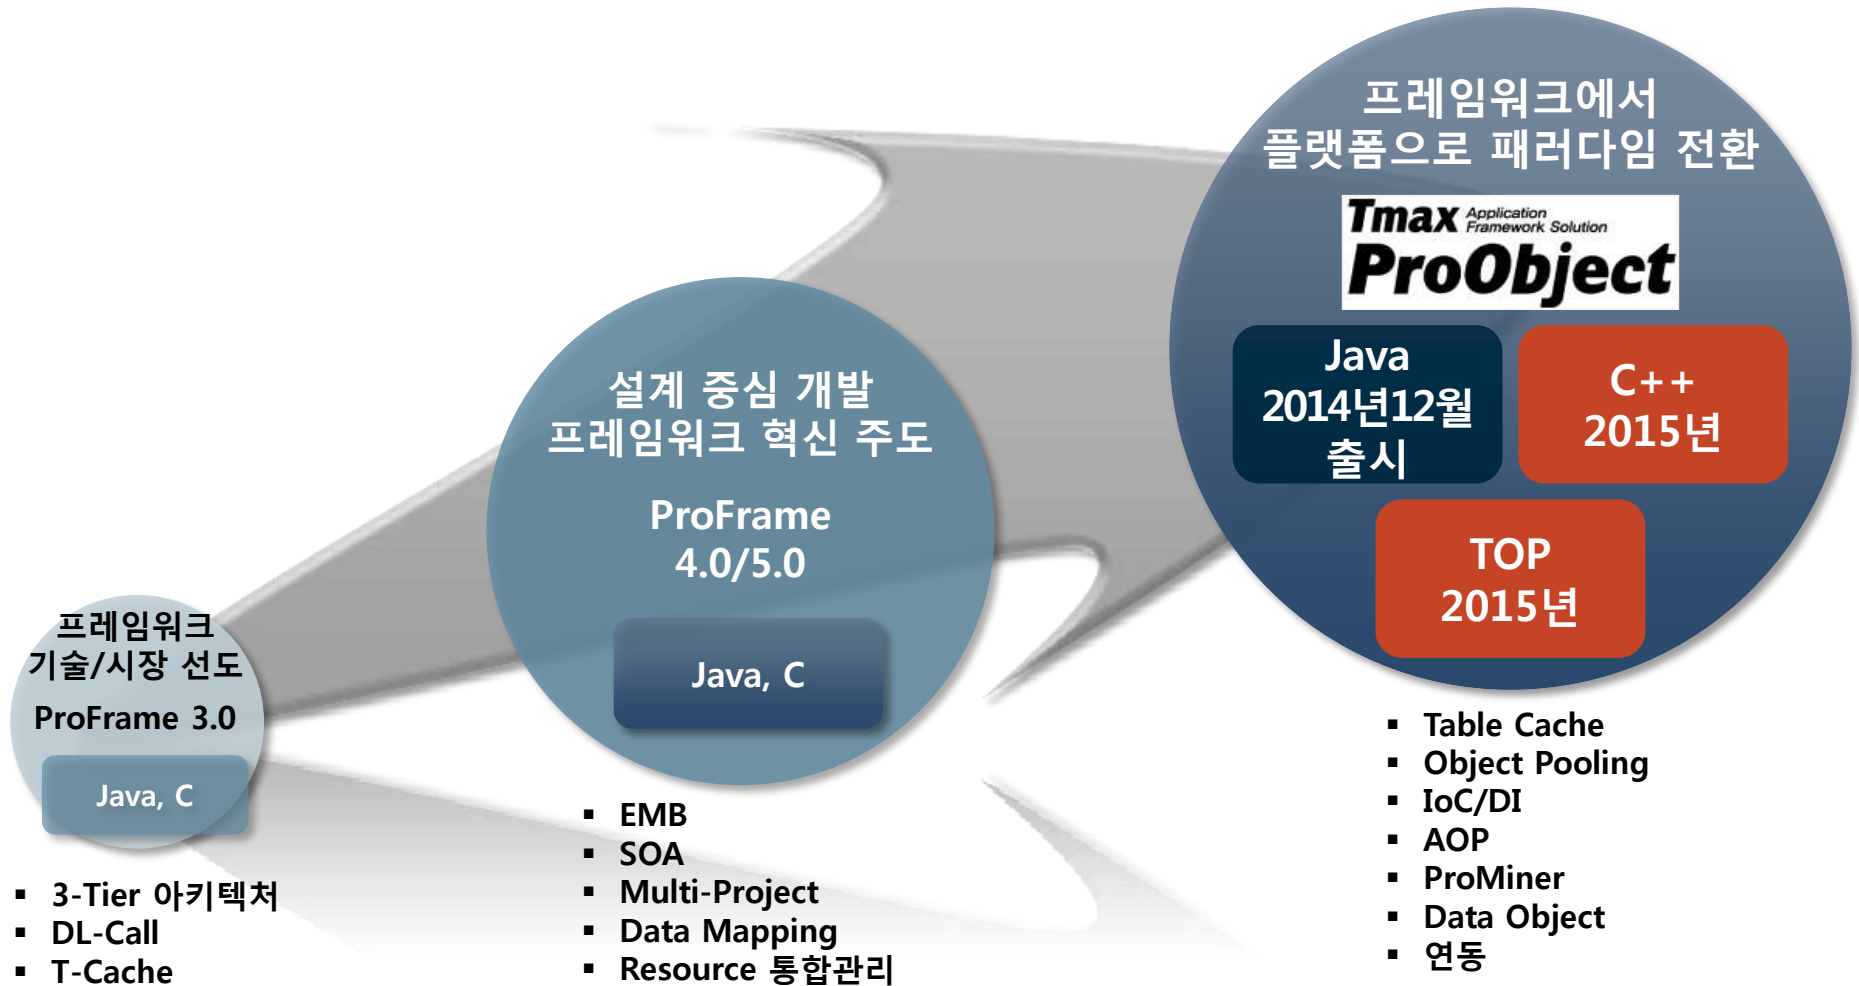 프레임워크
기술/시장 선도
ProFrame 3.0
Java, C
▪ 3-Tier 아키텍처
▪ DL-Call
▪ T-Cache
설계 중심 개발
프레임워크 혁신 주도
ProFrame
4.0/5.0
Java, C
▪ EMB
▪ SOA
▪ Multi-Project
▪ Data Mapping
▪ Resource 통합관리
프레임워크에서
플랫폼으로 패러다임 전환
Tmax Application
Framework Solution
ProObject
Java
2014년12월
출시
C++
2015년
TOP
2015년
▪ Table Cache
▪ Object Pooling
▪ IoC/DI
▪ AOP
▪ ProMiner
▪ Data Object
▪ 연동